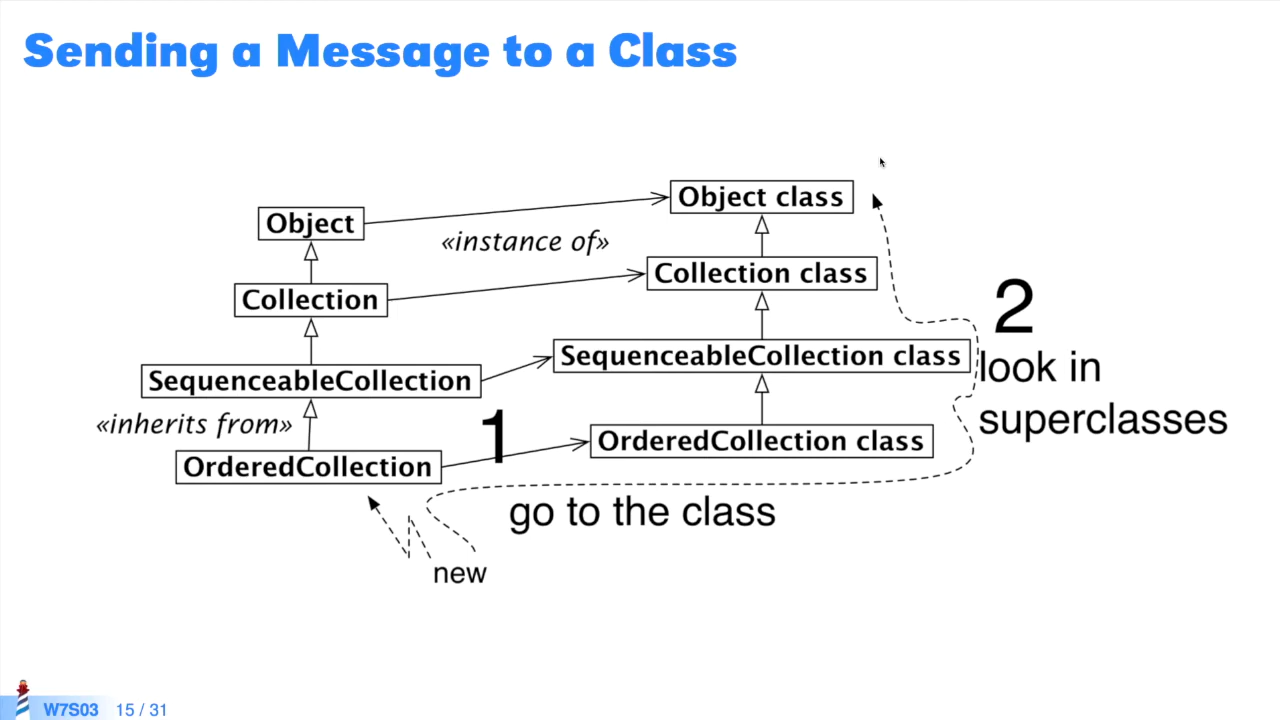 Sending a Message to a Class
Object class
Object
«instance of»
Collection class
Collection
2
SequenceableCollection class
look in
SequenceableCollection
superclasses
«inherits from»
1
OrderedCollection class
OrderedCollection
go to the class
new
W7S03 15 / 31